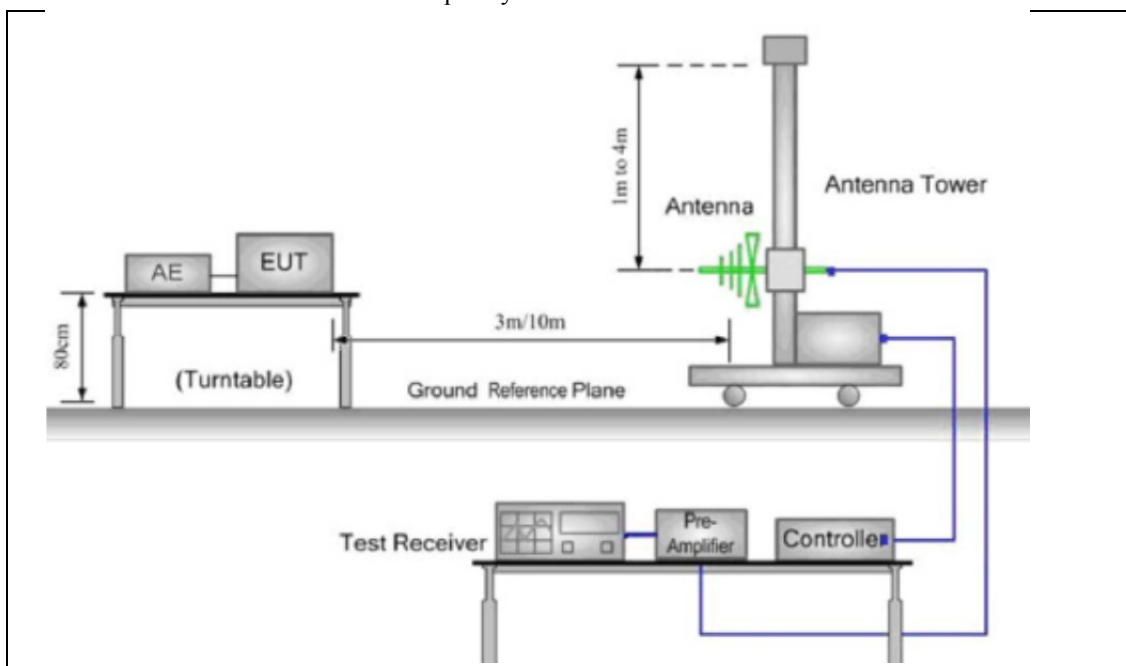 1m to 4m
Antenna Tower
Antenna
AE
EUT
3m/10m
80cm
(Turntable)
Ground Reference Plane
Test Receiver
Pre-
Amplifier
Controller